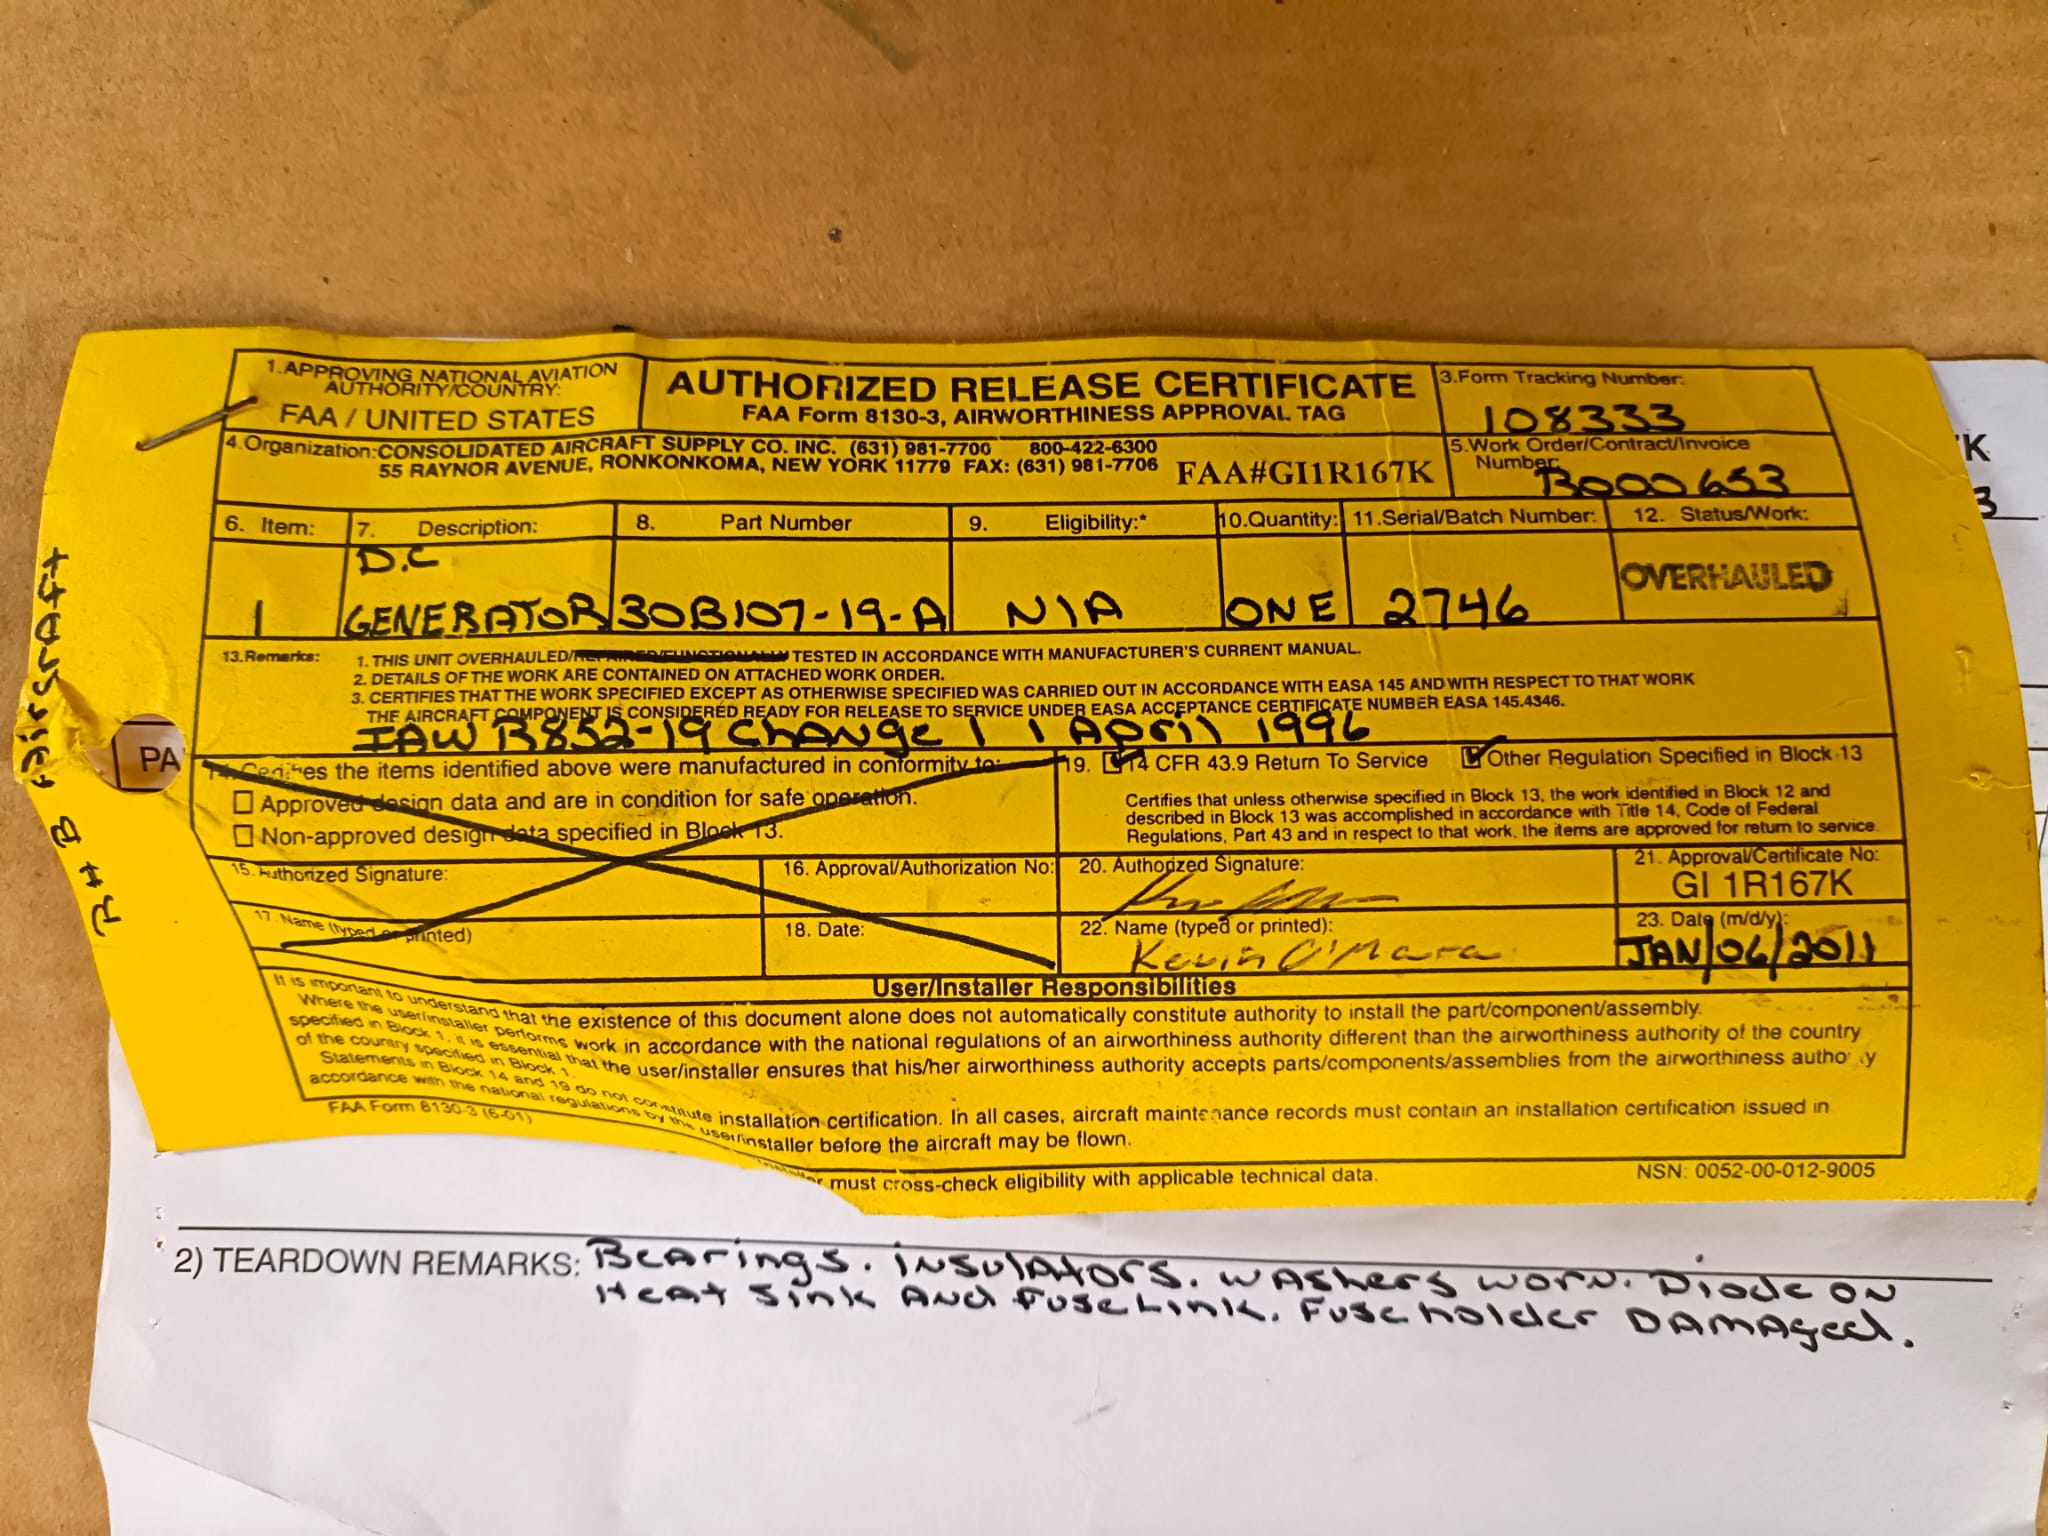 1.APPROVING NATIONAL AVIATION
AUTHORITY/COUNTRY:
FAA / UNITED STATES
AUTHORIZED RELEASE CERTIFICATE
FAA Form 8130-3, AIRWORTHINESS APPROVAL TAG
3.Form Tracking Number:
108333
4.Organization:CONSOLIDATED AIRCRAFT SUPPLY CO. INC. (631) 981-7700 800-422-6300
55 RAYNOR AVENUE, RONKONKOMA, NEW YORK 11779 FAX: (631) 981-7706 FAA#GI1R167K
5.Work Order/Contract/Invoice
Number:
B000653
6. Item: 7. Description: 8. Part Number 9. Eligibility:* 10.Quantity: 11.Serial/Batch Number: 12. Status/Work:
D.C
1 GENERATOR 30B107-19-A N/A ONE 2746 OVERHAULED
13.Remarks: 1. THIS UNIT OVERHAULED/REPAIRED/FUNCTIONALLY TESTED IN ACCORDANCE WITH MANUFACTURER'S CURRENT MANUAL.
2. DETAILS OF THE WORK ARE CONTAINED ON ATTACHED WORK ORDER.
3. CERTIFIES THAT THE WORK SPECIFIED EXCEPT AS OTHERWISE SPECIFIED WAS CARRIED OUT IN ACCORDANCE WITH EASA 145 AND WITH RESPECT TO THAT WORK
THE AIRCRAFT COMPONENT IS CONSIDERED READY FOR RELEASE TO SERVICE UNDER EASA ACCEPTANCE CERTIFICATE NUMBER EASA 145.4346.
IAW R852-19 Change 1 1 April 1996
14. Certifies the items identified above were manufactured in conformity to:
Approved design data and are in condition for safe operation.
Non-approved design data specified in Block 13.
19. 14 CFR 43.9 Return To Service Other Regulation Specified in Block 13
Certifies that unless otherwise specified in Block 13, the work identified in Block 12 and
described in Block 13 was accomplished in accordance with Title 14, Code of Federal
Regulations, Part 43 and in respect to that work, the items are approved for return to service.
15. Authorized Signature: 16. Approval/Authorization No: 20. Authorized Signature: 21. Approval/Certificate No:
GI 1R167K
17. Name (typed or printed) 18. Date: 22. Name (typed or printed): 23. Date (m/d/y):
Kevin O'Mara JAN/06/2011
User/Installer Responsibilities
It is important to understand that the existence of this document alone does not automatically constitute authority to install the part/component/assembly.
Where the user/installer performs work in accordance with the national regulations of an airworthiness authority different than the airworthiness authority of the country
specified in Block 1, it is essential that the user/installer ensures that his/her airworthiness authority accepts parts/components/assemblies from the airworthiness authority
of the country specified in Block 1.
Statements in Block 14 and 19 do not constitute installation certification. In all cases, aircraft maintenance records must contain an installation certification issued in
accordance with the national regulations by the user/installer before the aircraft may be flown.
FAA Form 8130-3 (6-01)
must cross-check eligibility with applicable technical data.
NSN: 0052-00-012-9005
RH B aircraft
PA
K
3
2) TEARDOWN REMARKS: Bearings. insulators. washers worn. Diode on
Heat sink and fuse Link. Fuse holder DAMAged.